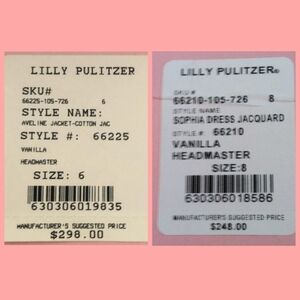 LILLY PULITZER
SKU#
66225-105-726 6
STYLE NAME:
AVELINE JACKET-COTTON JAC
STYLE #: 66225
VANILLA
HEADMASTER
SIZE: 6
630306019835
MANUFACTURER'S SUGGESTED PRICE
$298.00
LILLY PULITZER®
SKU #
66210-105-726 8
STYLE NAME
SOPHIA DRESS JACQUARD
STYLE #: 66210
VANILLA
HEADMASTER
SIZE:8
630306018586
MANUFACTURER'S SUGGESTED PRICE
$248.00